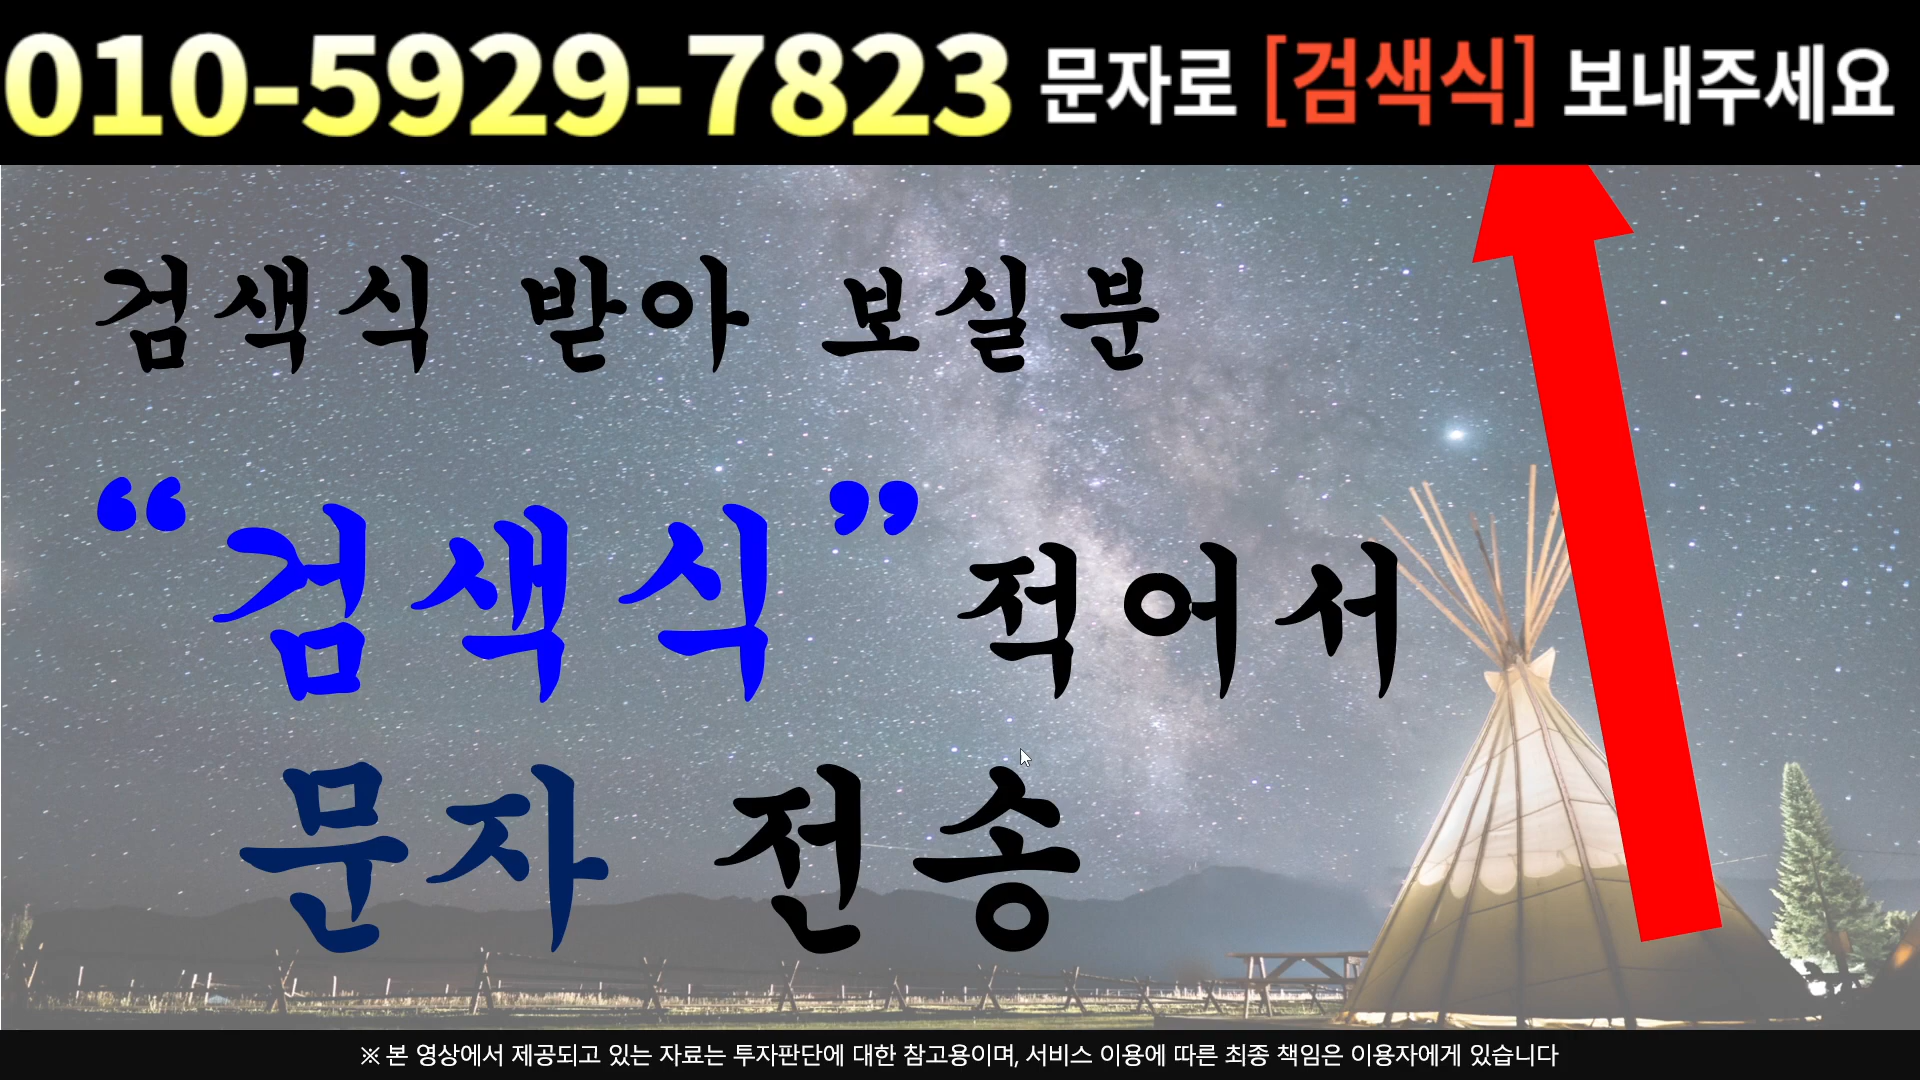 010-5929-7823 문자로 [검색식] 보내주세요
검색식 받아 보실분
“검색식” 적어서
문자 전송
※ 본 영상에서 제공되고 있는 자료는 투자판단에 대한 참고용이며, 서비스 이용에 따른 최종 책임은 이용자에게 있습니다